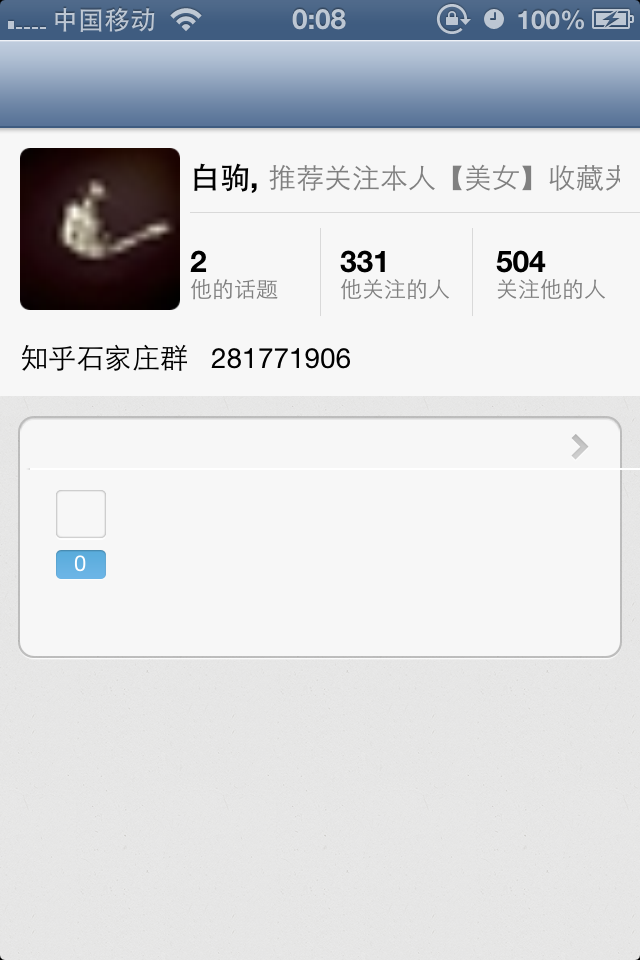 中国移动 0:08 100%
白驹, 推荐关注本人【美女】收藏
2 331 504
他的话题 他关注的人 关注他的人
知乎石家庄群 281771906
0